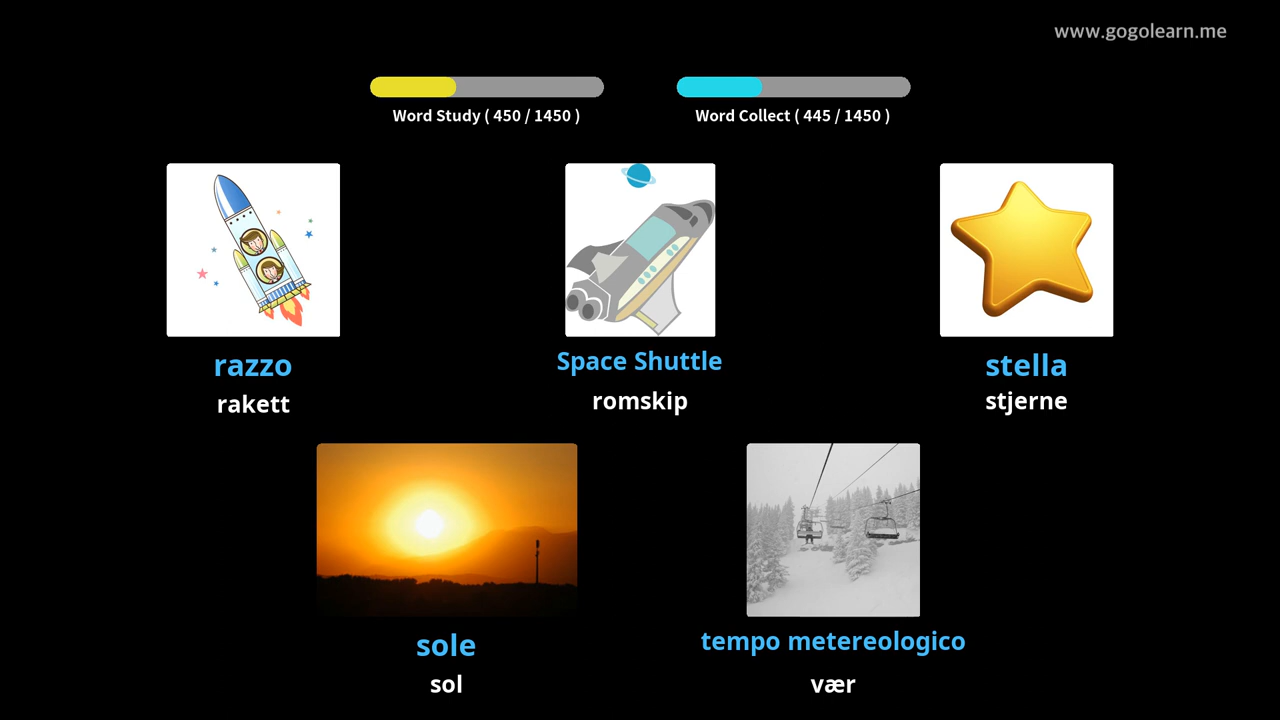 www.gogolearn.me
Word Study ( 450 / 1450 )
Word Collect ( 445 / 1450 )
razzo
rakett
Space Shuttle
romskip
stella
stjerne
sole
sol
tempo metereologico
vær